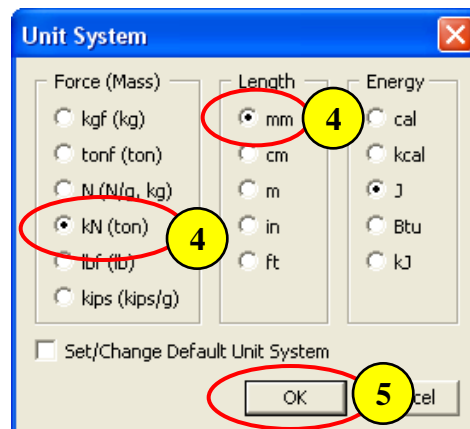 Unit System
Force (Mass)
kgf (kg)
tonf (ton)
N (N/g, kg)
kN (ton)
lbf (lb)
kips (kips/g)
4
Length
mm
cm
m
in
ft
4
Energy
cal
kcal
J
Btu
kJ
Set/Change Default Unit System
OK
5
cel